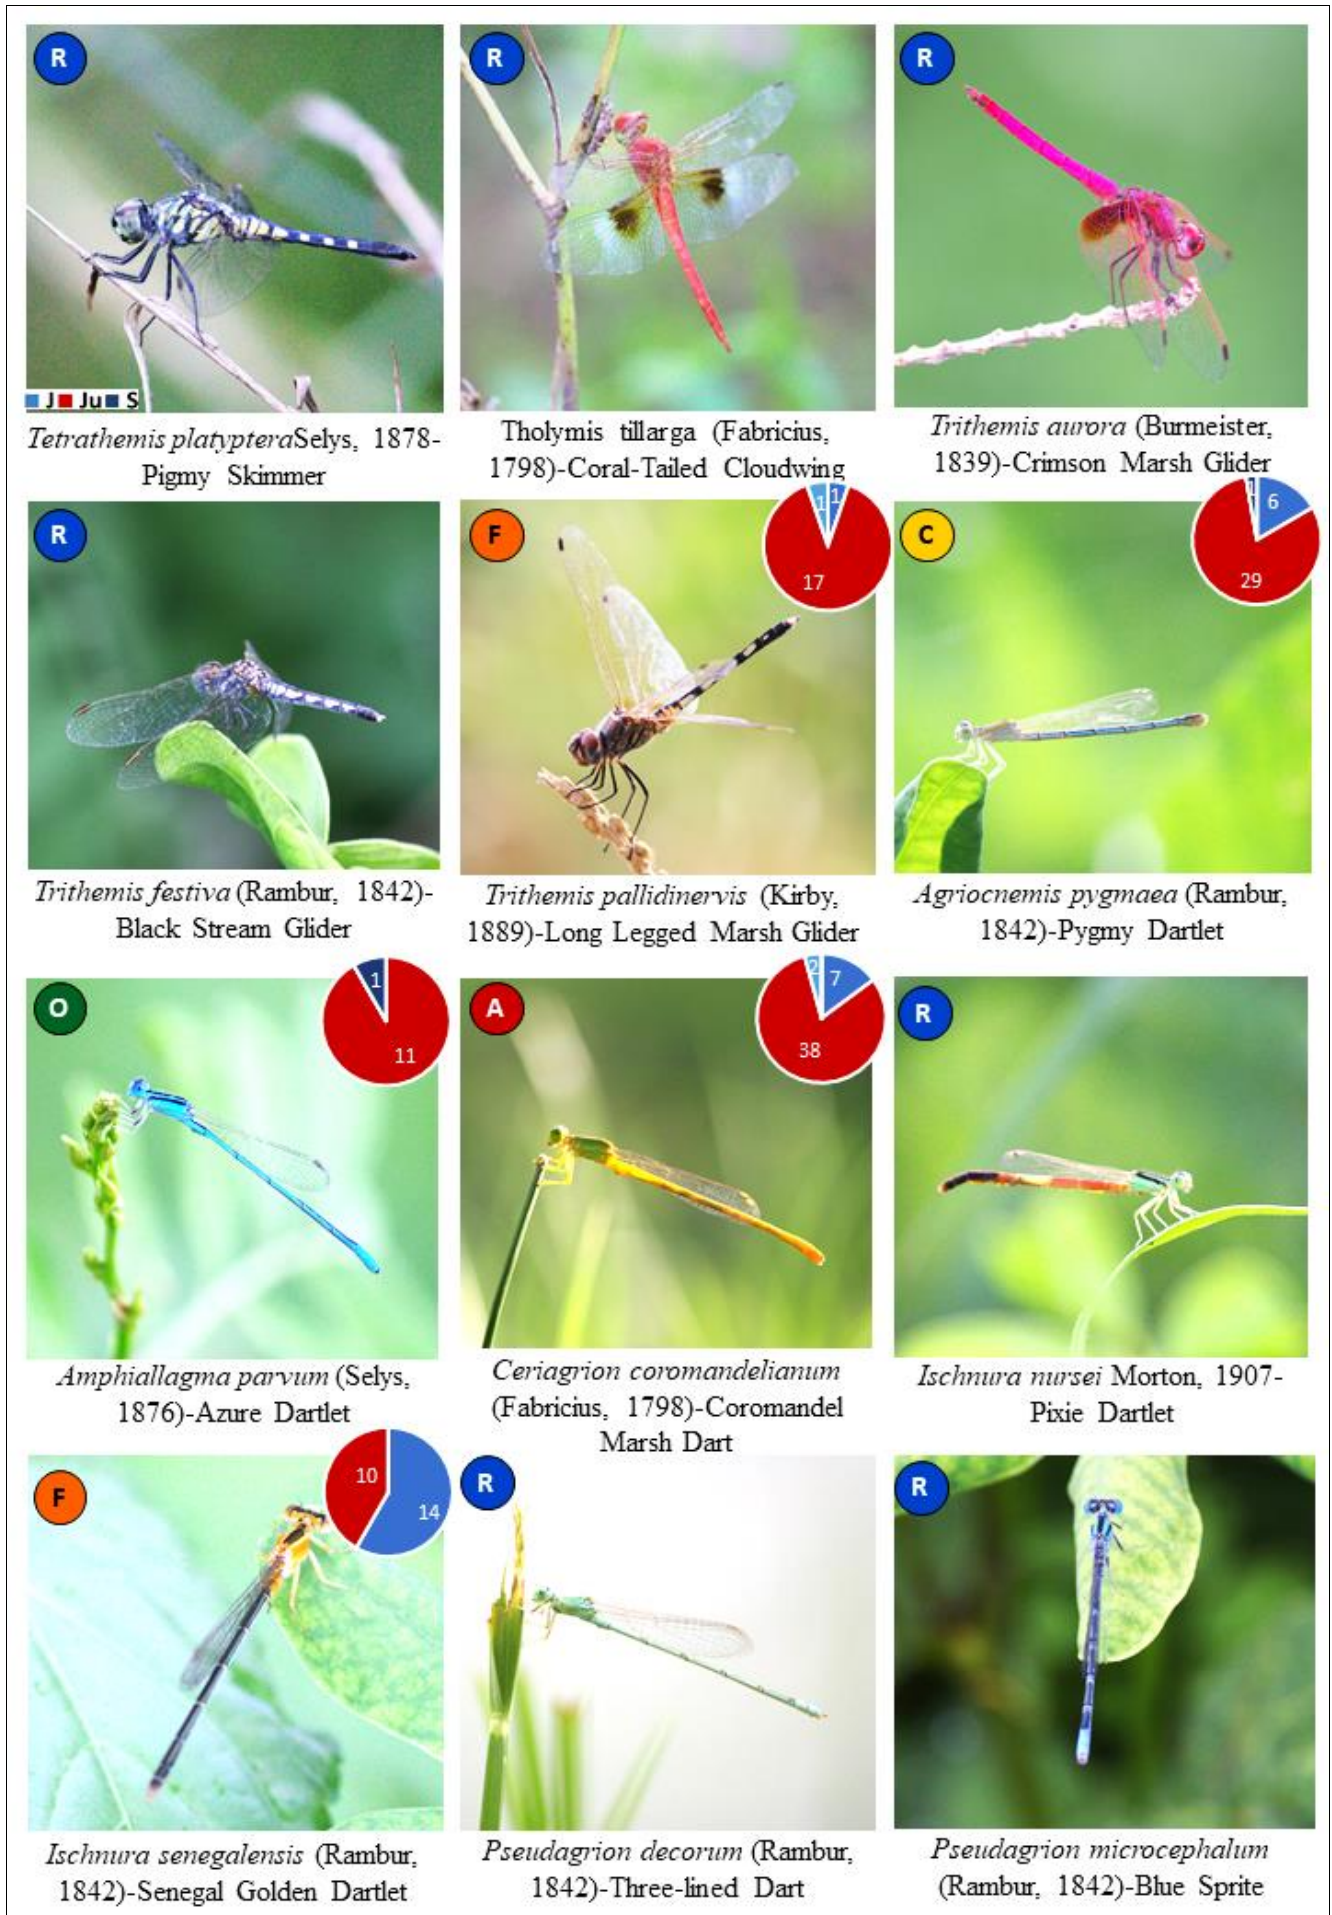 R
R
R
J Ju S
Tetrathemis platypteraSelys, 1878-
Pigmy Skimmer
Tholymis tillarga (Fabricius,
1798)-Coral-Tailed Cloudwing
Trithemis aurora (Burmeister,
1839)-Crimson Marsh Glider
R
F
1 1
17
C
1 6
29
Trithemis festiva (Rambur, 1842)-
Black Stream Glider
Trithemis pallidinervis (Kirby,
1889)-Long Legged Marsh Glider
Agriocnemis pygmaea (Rambur,
1842)-Pygmy Dartlet
O
1
11
A
2 7
38
R
Amphiallagma parvum (Selys,
1876)-Azure Dartlet
Ceriagrion coromandelianum
(Fabricius, 1798)-Coromandel
Marsh Dart
Ischnura nursei Morton, 1907-
Pixie Dartlet
F
10
14
R
R
Ischnura senegalensis (Rambur,
1842)-Senegal Golden Dartlet
Pseudagrion decorum (Rambur,
1842)-Three-lined Dart
Pseudagrion microcephalum
(Rambur, 1842)-Blue Sprite